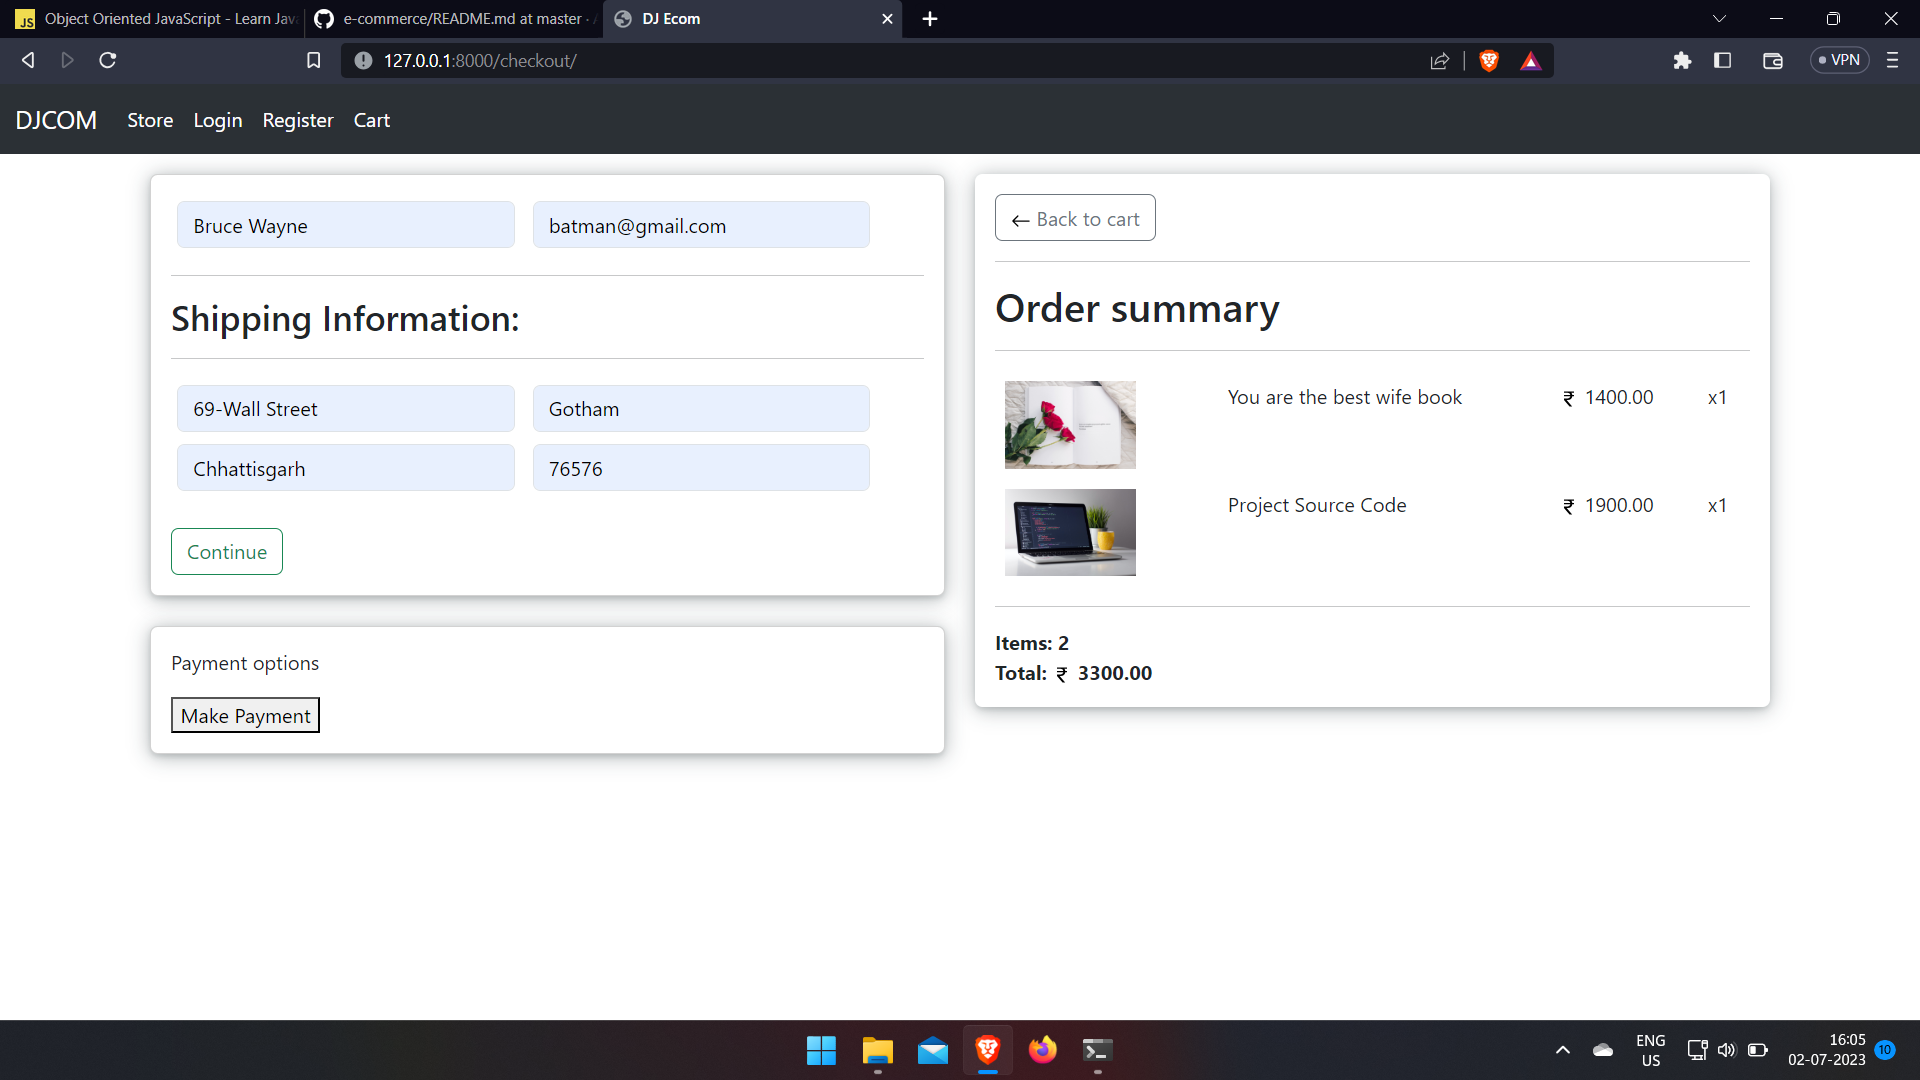 Object Oriented JavaScript - Learn Jav
e-commerce/README.md at master ·
DJ Ecom
127.0.0.1:8000/checkout/
VPN
DJCOM Store Login Register Cart
Bruce Wayne
batman@gmail.com
Shipping Information:
69-Wall Street
Gotham
Chhattisgarh
76576
Continue
Payment options
Make Payment
← Back to cart
Order summary
You are the best wife book ₹ 1400.00 x1
Project Source Code ₹ 1900.00 x1
Items: 2
Total: ₹ 3300.00
ENG
US
16:05
02-07-2023
10